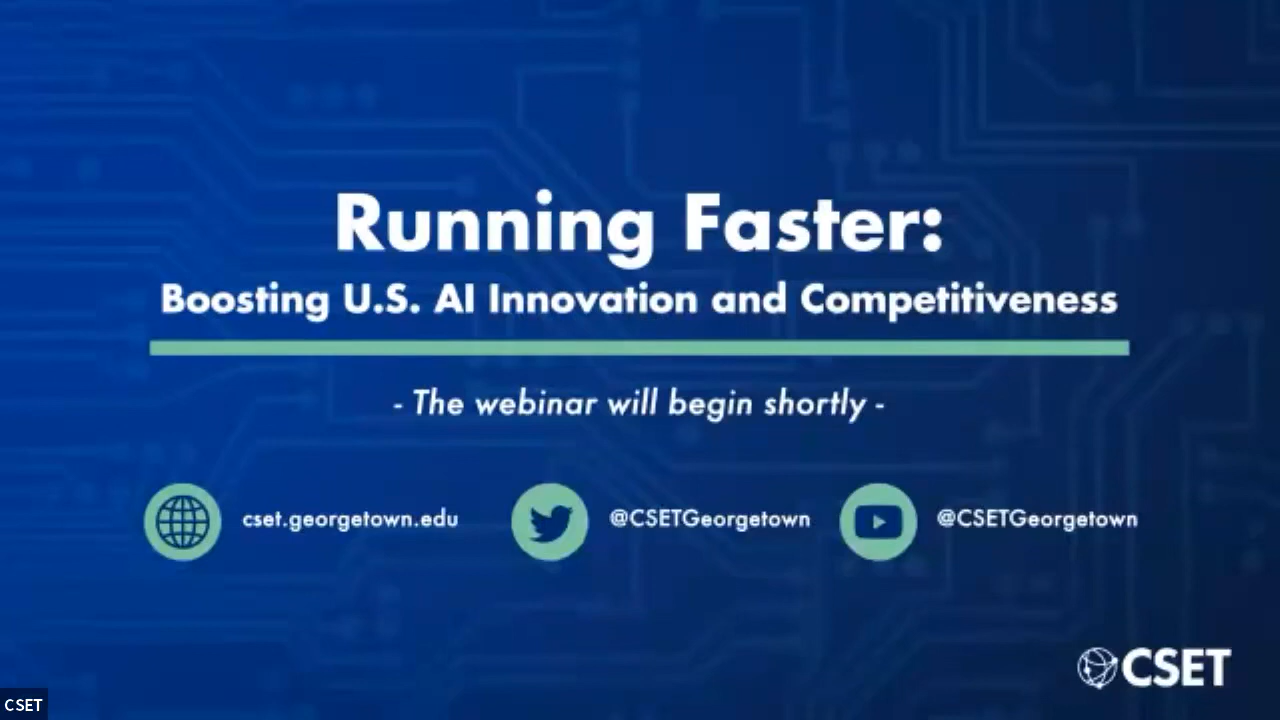 Running Faster:
Boosting U.S. AI Innovation and Competitiveness
- The webinar will begin shortly -
cset.georgetown.edu
@CSETGeorgetown
@CSETGeorgetown
CSET
CSET